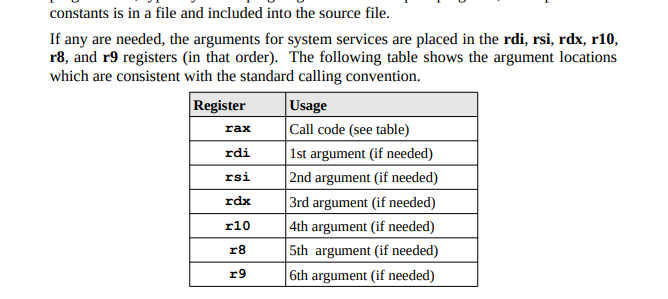 constants is in a file and included into the source file.
If any are needed, the arguments for system services are placed in the rdi, rsi, rdx, r10,
r8, and r9 registers (in that order). The following table shows the argument locations
which are consistent with the standard calling convention.
Register Usage
rax Call code (see table)
rdi 1st argument (if needed)
rsi 2nd argument (if needed)
rdx 3rd argument (if needed)
r10 4th argument (if needed)
r8 5th argument (if needed)
r9 6th argument (if needed)